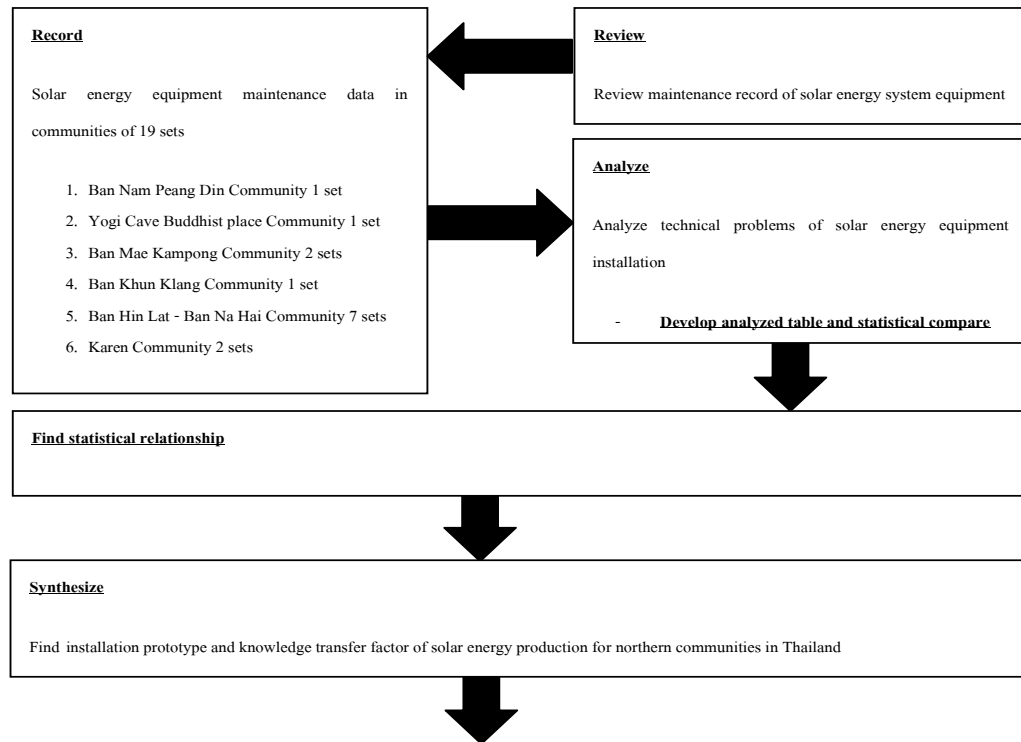 Record
Solar energy equipment maintenance data in
communities of 19 sets
1. Ban Nam Peang Din Community 1 set
2. Yogi Cave Buddhist place Community 1 set
3. Ban Mae Kampong Community 2 sets
4. Ban Khun Klang Community 1 set
5. Ban Hin Lat - Ban Na Hai Community 7 sets
6. Karen Community 2 sets
Review
Review maintenance record of solar energy system equipment
Analyze
Analyze technical problems of solar energy equipment
installation
- Develop analyzed table and statistical compare
Find statistical relationship
Synthesize
Find installation prototype and knowledge transfer factor of solar energy production for northern communities in Thailand